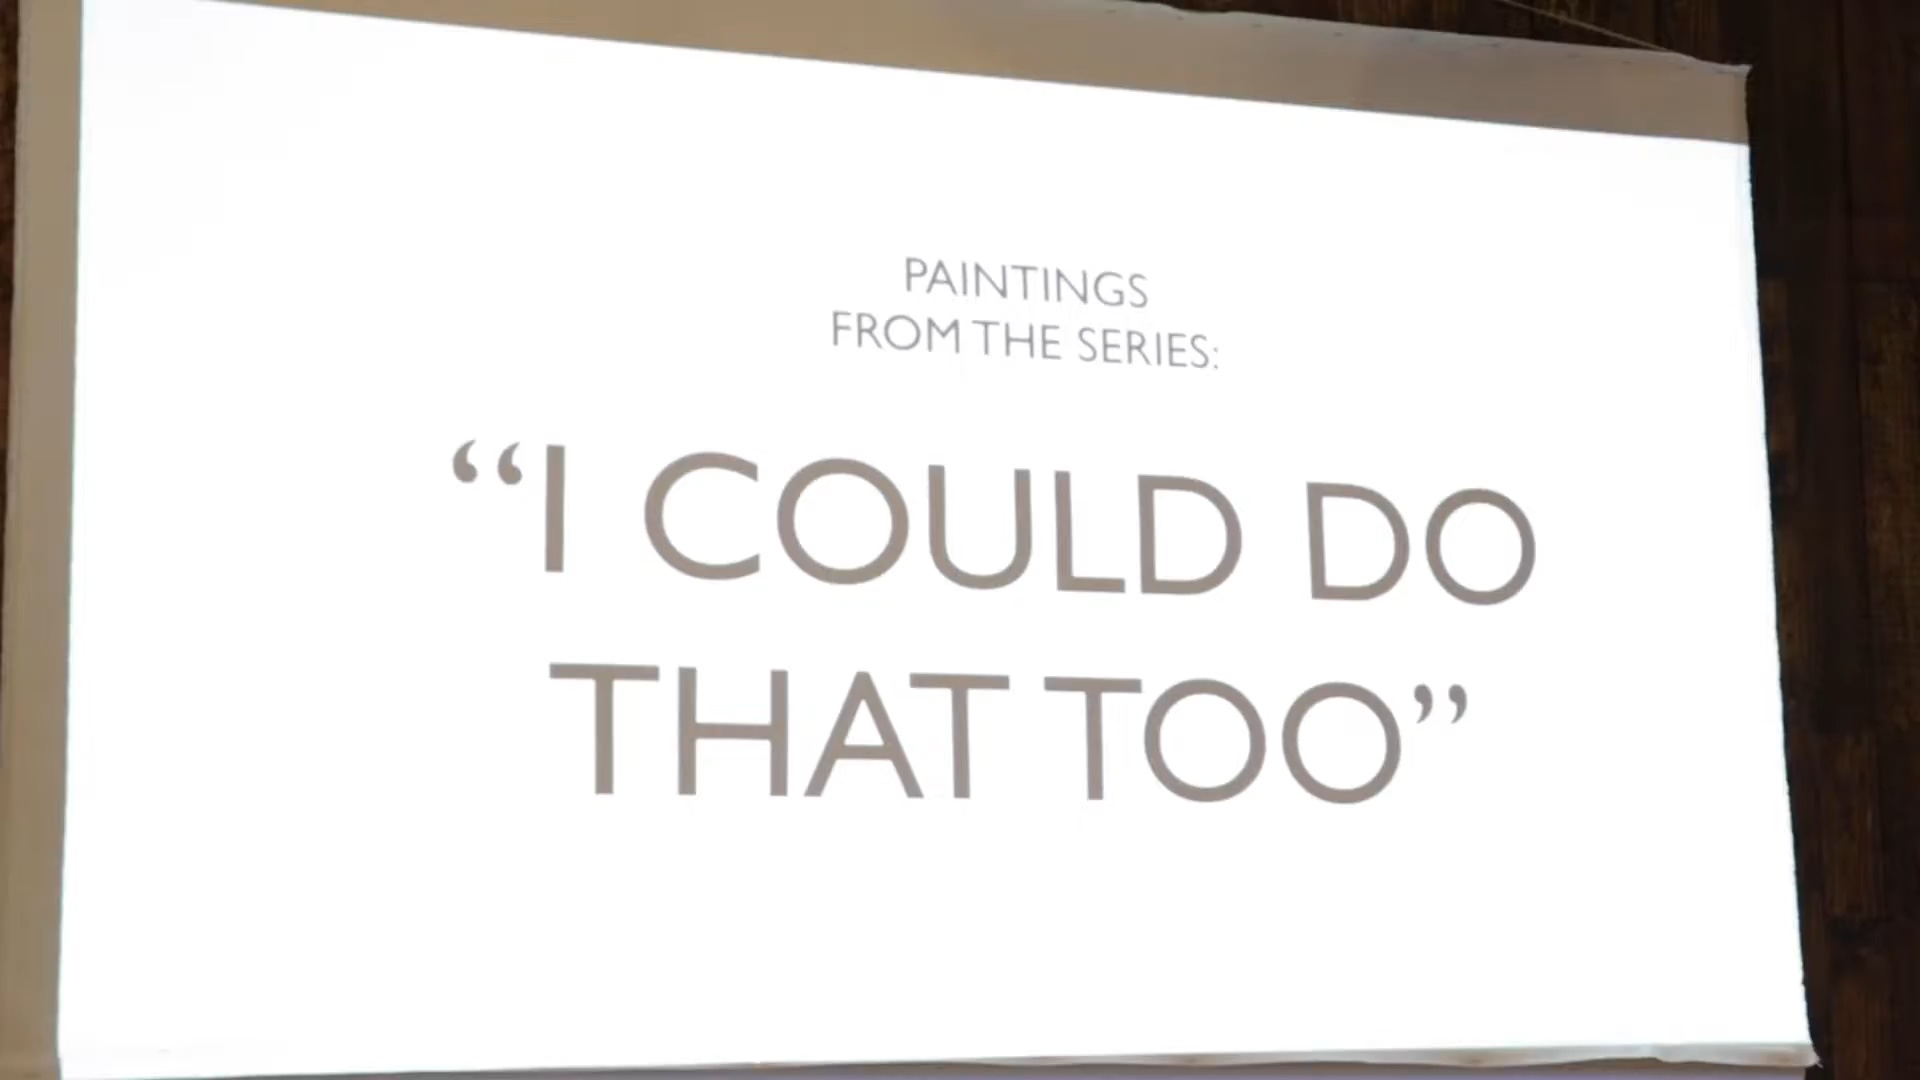 PAINTINGS
FROM THE SERIES:
“I COULD DO
THAT TOO”